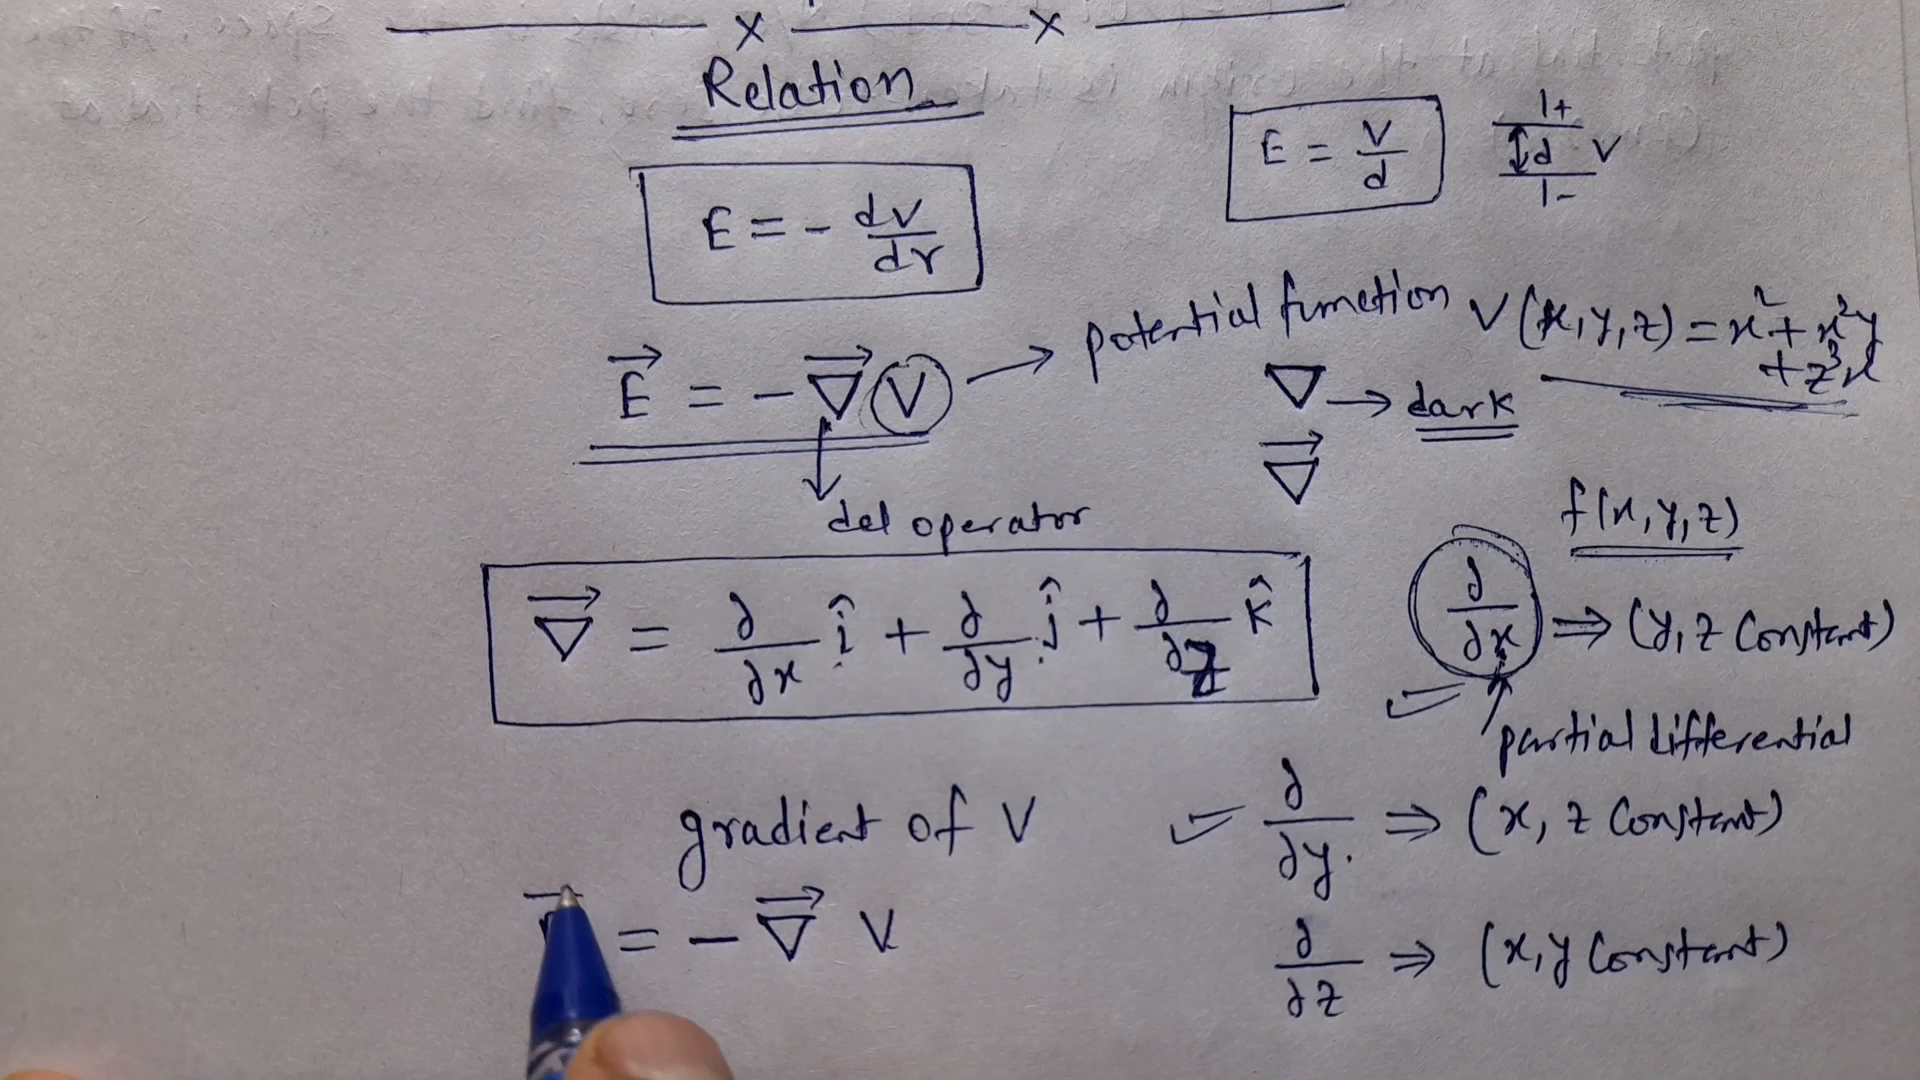 Relation
E = - dV/dr
E = V/d
1+
d V
1-
E⃗ = - ∇⃗ V → potential function V(x,y,z) = x² + x²y
+ z³x
∇ → dark
∇⃗
del operator
f(x,y,z)
∇⃗ = ∂/∂x î + ∂/∂y ĵ + ∂/∂z k̂
∂/∂x ⇒ (y, z Constant)
partial differential
gradient of V
∂/∂y. ⇒ (x, z Constant)
= - ∇⃗ V
∂/∂z ⇒ (x, y Constant)